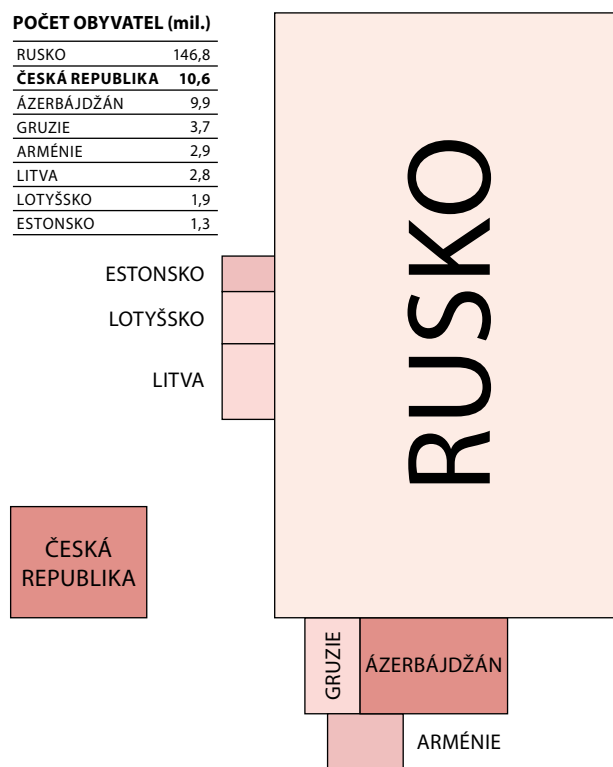 POČET OBYVATEL (mil.)
RUSKO 146,8
ČESKÁ REPUBLIKA 10,6
ÁZERBÁJDŽÁN 9,9
GRUZIE 3,7
ARMÉNIE 2,9
LITVA 2,8
LOTYŠSKO 1,9
ESTONSKO 1,3
RUSKO
ESTONSKO
LOTYŠSKO
LITVA
ČESKÁ
REPUBLIKA
GRUZIE
ÁZERBÁJDŽÁN
ARMÉNIE